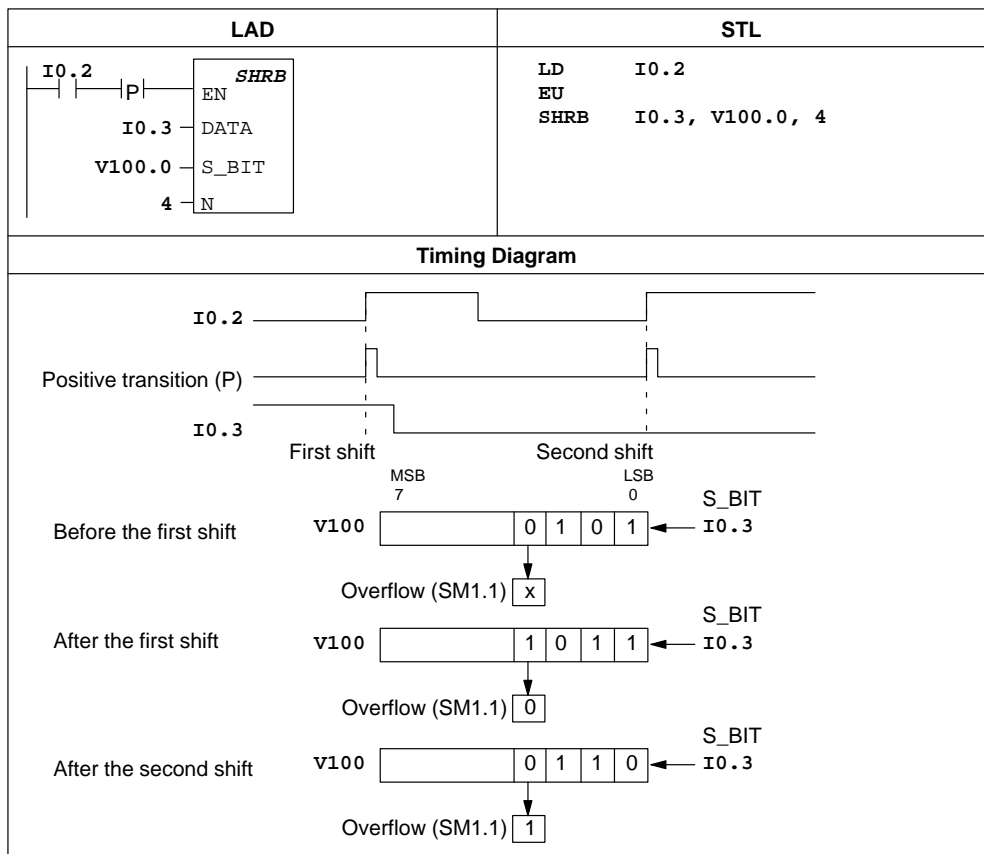 LAD STL
I0.2 SHRB
P EN
I0.3 DATA
V100.0 S_BIT
4 N
LD I0.2
EU
SHRB I0.3, V100.0, 4
Timing Diagram
I0.2
Positive transition (P)
I0.3
First shift Second shift
MSB LSB
7 0
S_BIT
Before the first shift V100 0 1 0 1 I0.3
Overflow (SM1.1) x
S_BIT
After the first shift V100 1 0 1 1 I0.3
Overflow (SM1.1) 0
S_BIT
After the second shift V100 0 1 1 0 I0.3
Overflow (SM1.1) 1